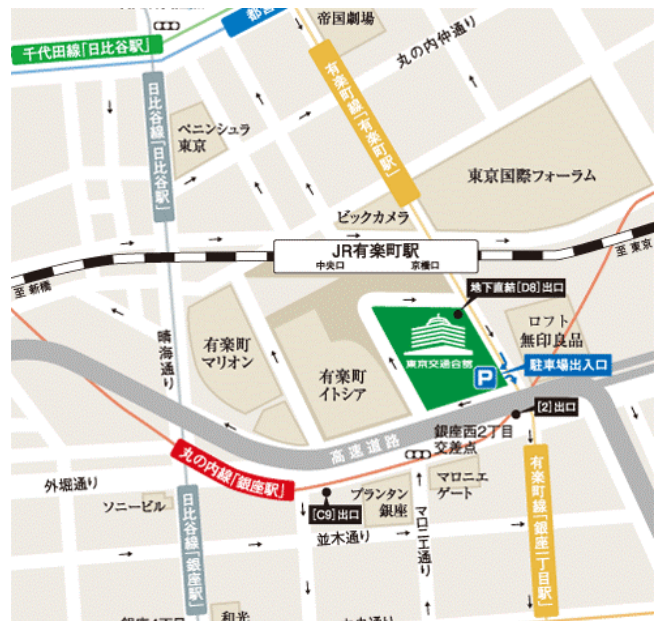 帝国劇場
都営
千代田線「日比谷駅」
丸の内仲通り
有楽町線「有楽町駅」
日比谷線「日比谷駅」
ペニンシュラ
東京
東京国際フォーラム
ビックカメラ
JR有楽町駅
中央口
京橋口
至 東京
至 新橋
地下直結[D8]出口
ロフト
無印良品
晴海通り
有楽町
マリオン
有楽町
イトシア
東京交通会館
P
駐車場出入口
[2]出口
高速道路
銀座西2丁目
交差点
丸の内線「銀座駅」
外堀通り
マロニエ
ゲート
プランタン
銀座
ソニービル
[C9]出口
並木通り
マロニエ通り
日比谷線「銀座駅」
有楽町線「銀座一丁目駅」
和光